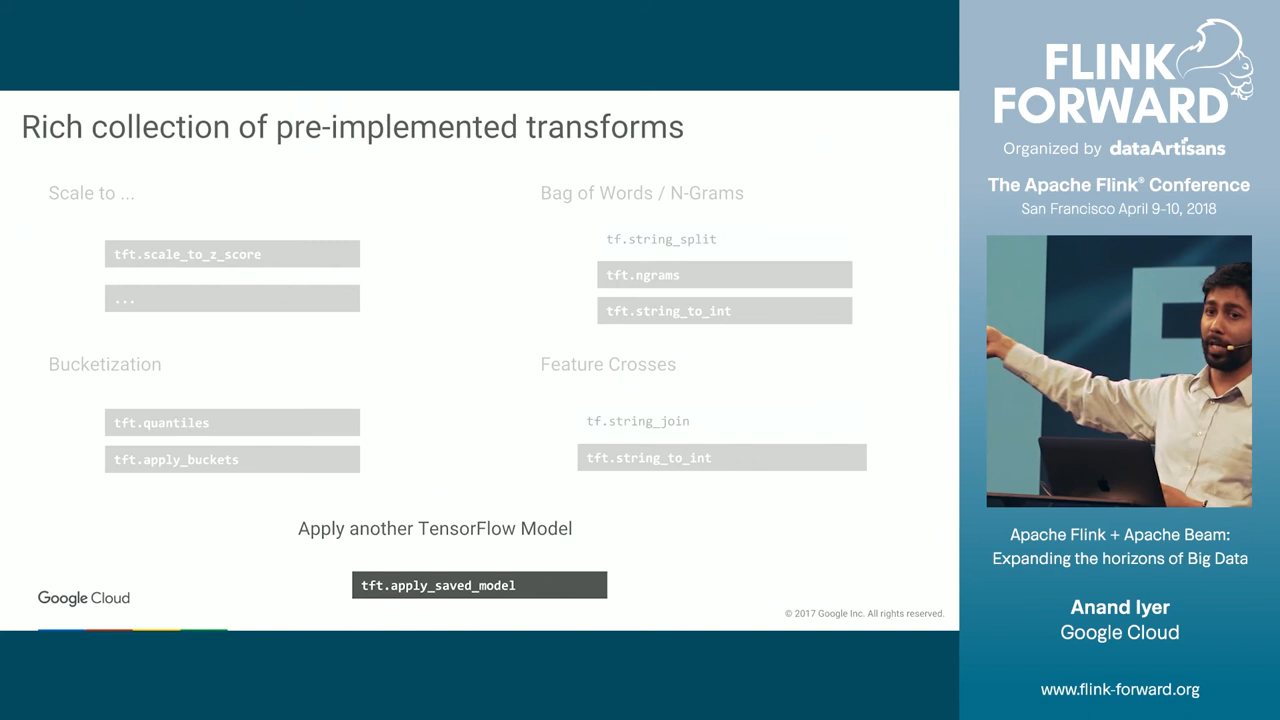 Rich collection of pre-implemented transforms
Scale to ...
tft.scale_to_z_score
...
Bag of Words / N-Grams
tf.string_split
tft.ngrams
tft.string_to_int
Bucketization
tft.quantiles
tft.apply_buckets
Feature Crosses
tf.string_join
tft.string_to_int
Apply another TensorFlow Model
tft.apply_saved_model
Google Cloud
© 2017 Google Inc. All rights reserved.
FLINK
FORWARD
Organized by dataArtisans
The Apache Flink® Conference
San Francisco April 9-10, 2018
Apache Flink + Apache Beam:
Expanding the horizons of Big Data
Anand Iyer
Google Cloud
www.flink-forward.org